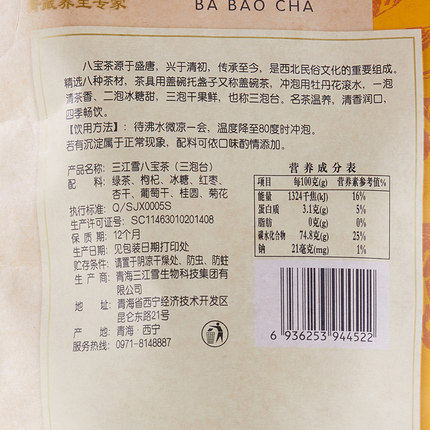 青藏养生专家
BA BAO CHA
八宝茶源于盛唐，兴于清初，传承至今，是西北民俗文化的重要组成。
精选八种茶材，茶具用盖碗托盏子又称盖碗茶，冲泡用牡丹花滚水，一泡
清茶香、二泡冰糖甜，三泡干果鲜，也称三泡台，名茶温养，清香润口，
四季畅饮。
【饮用方法】：待沸水微凉一会，温度降至80度时冲泡。
若有沉淀属于正常现象，配料可依口味酌情添加。
产品名称：三江雪八宝茶（三泡台）
配 料：绿茶、枸杞、冰糖、红枣、
杏干、葡萄干、桂圆、菊花
执行标准：Q/SJX0005S
生产许可证号：SC11463010201408
保 质 期：12个月
生产日期：见包装日期打印处
贮存条件：请置于阴凉干燥处、防虫、防蛀
生 产 商：青海三江雪生物科技集团有
限公司
地 址：青海省西宁经济技术开发区
昆仑东路21号
产 地：青海·西宁
服务热线：0971-8148887
营养成分表
项目 每100克(g) 营养素参考值%
能量 1324千焦(kJ) 16%
蛋白质 3.1克(g) 5%
脂肪 0克(g) 0%
碳水化合物 74.8克(g) 25%
钠 21毫克(mg) 1%
6 936253 944522